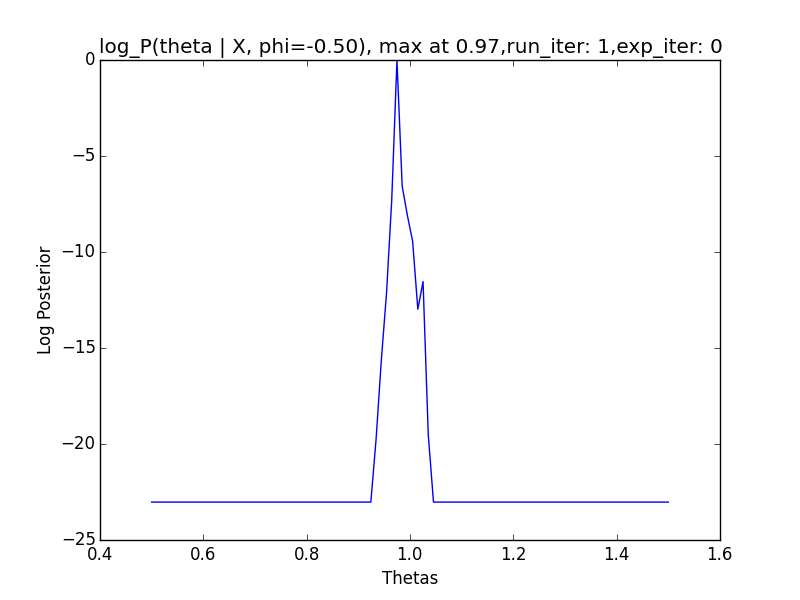 log_P(theta | X, phi=-0.50), max at 0.97,run_iter: 1,exp_iter: 0
0
−5
−10
−15
−20
−25
Log Posterior
0.4 0.6 0.8 1.0 1.2 1.4 1.6
Thetas